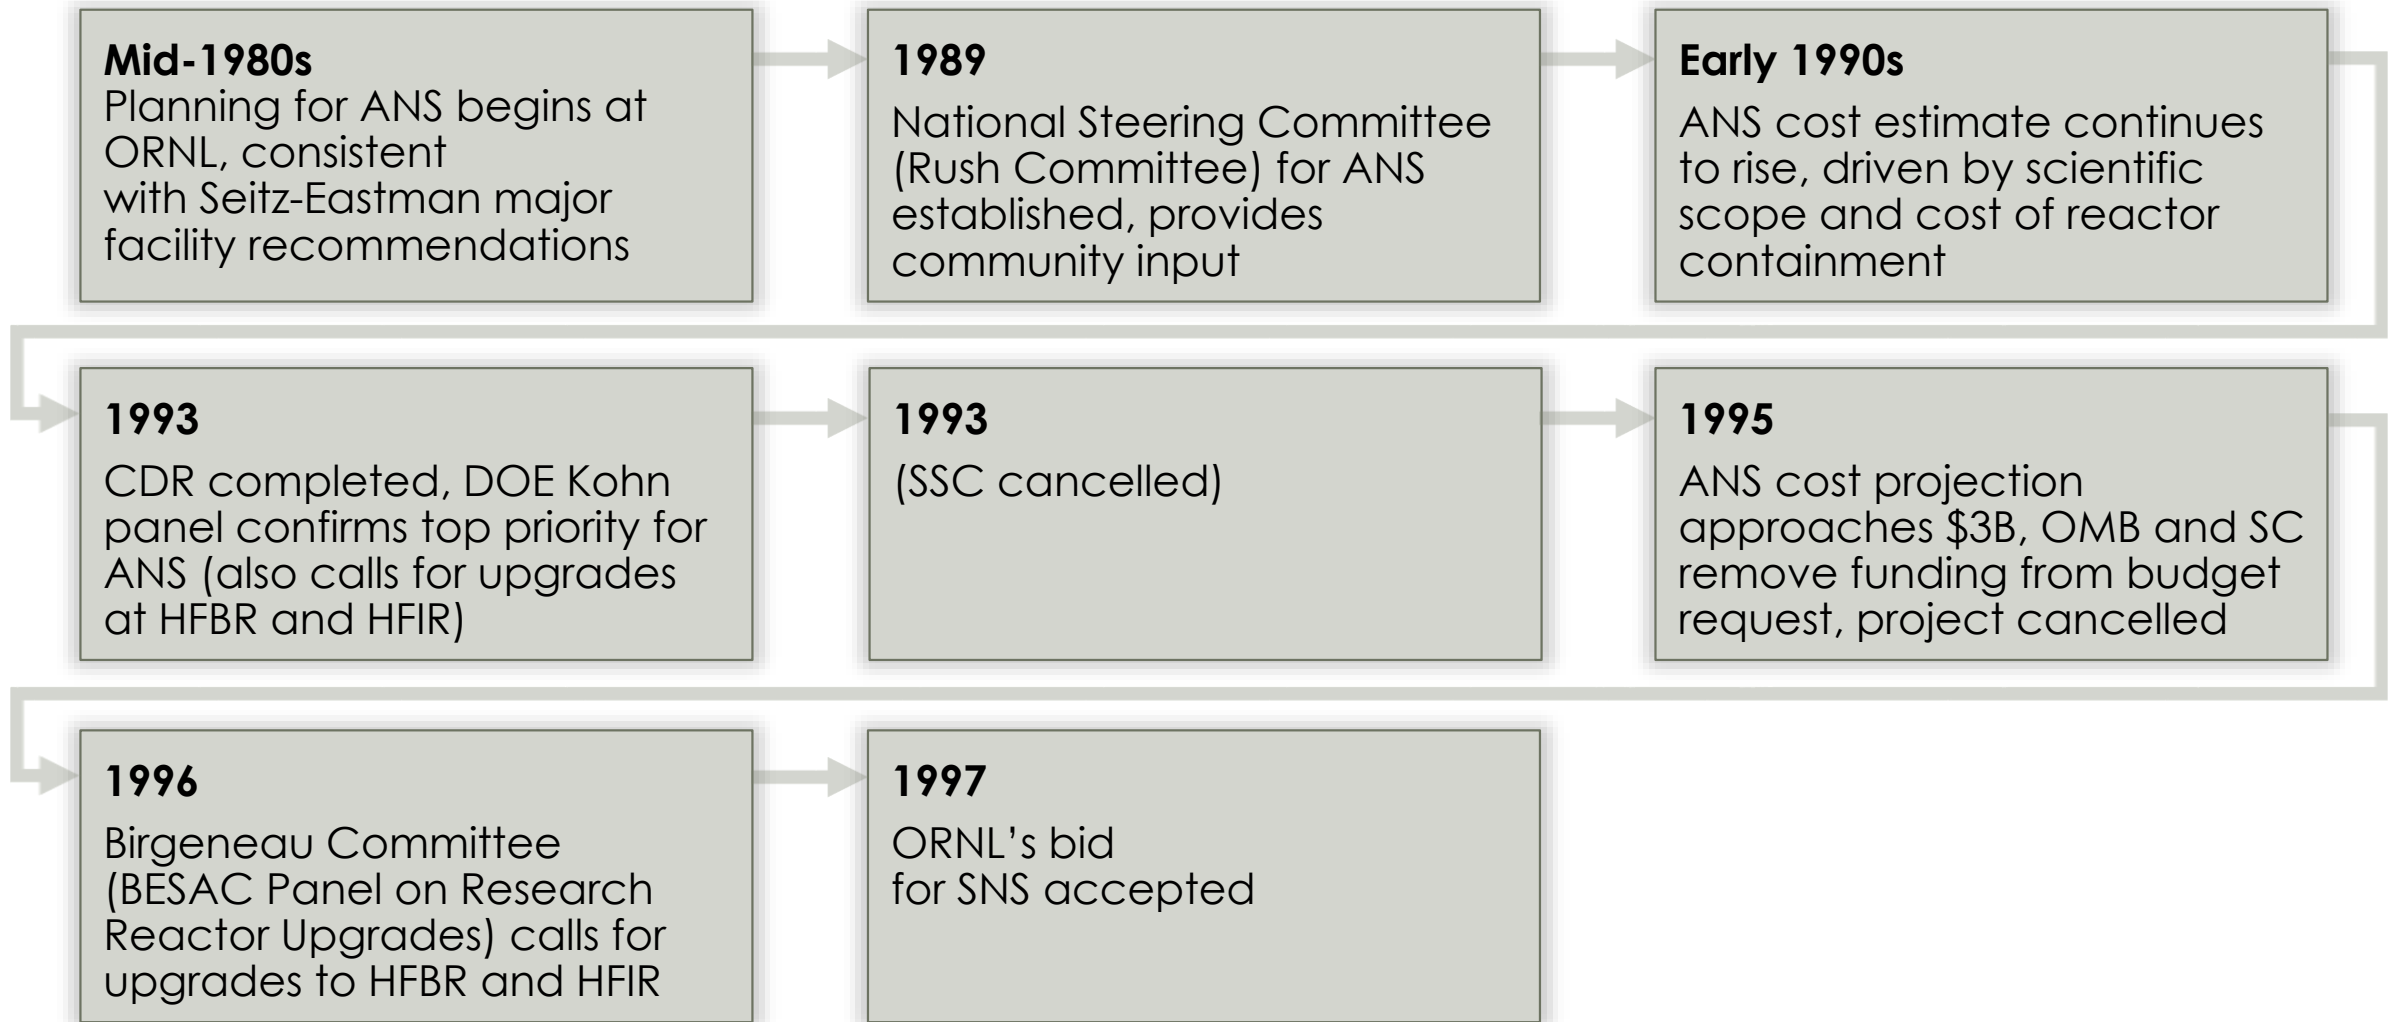 Mid-1980s
Planning for ANS begins at
ORNL, consistent
with Seitz-Eastman major
facility recommendations
1989
National Steering Committee
(Rush Committee) for ANS
established, provides
community input
Early 1990s
ANS cost estimate continues
to rise, driven by scientific
scope and cost of reactor
containment
1993
CDR completed, DOE Kohn
panel confirms top priority for
ANS (also calls for upgrades
at HFBR and HFIR)
1993
(SSC cancelled)
1995
ANS cost projection
approaches $3B, OMB and SC
remove funding from budget
request, project cancelled
1996
Birgeneau Committee
(BESAC Panel on Research
Reactor Upgrades) calls for
upgrades to HFBR and HFIR
1997
ORNL’s bid
for SNS accepted